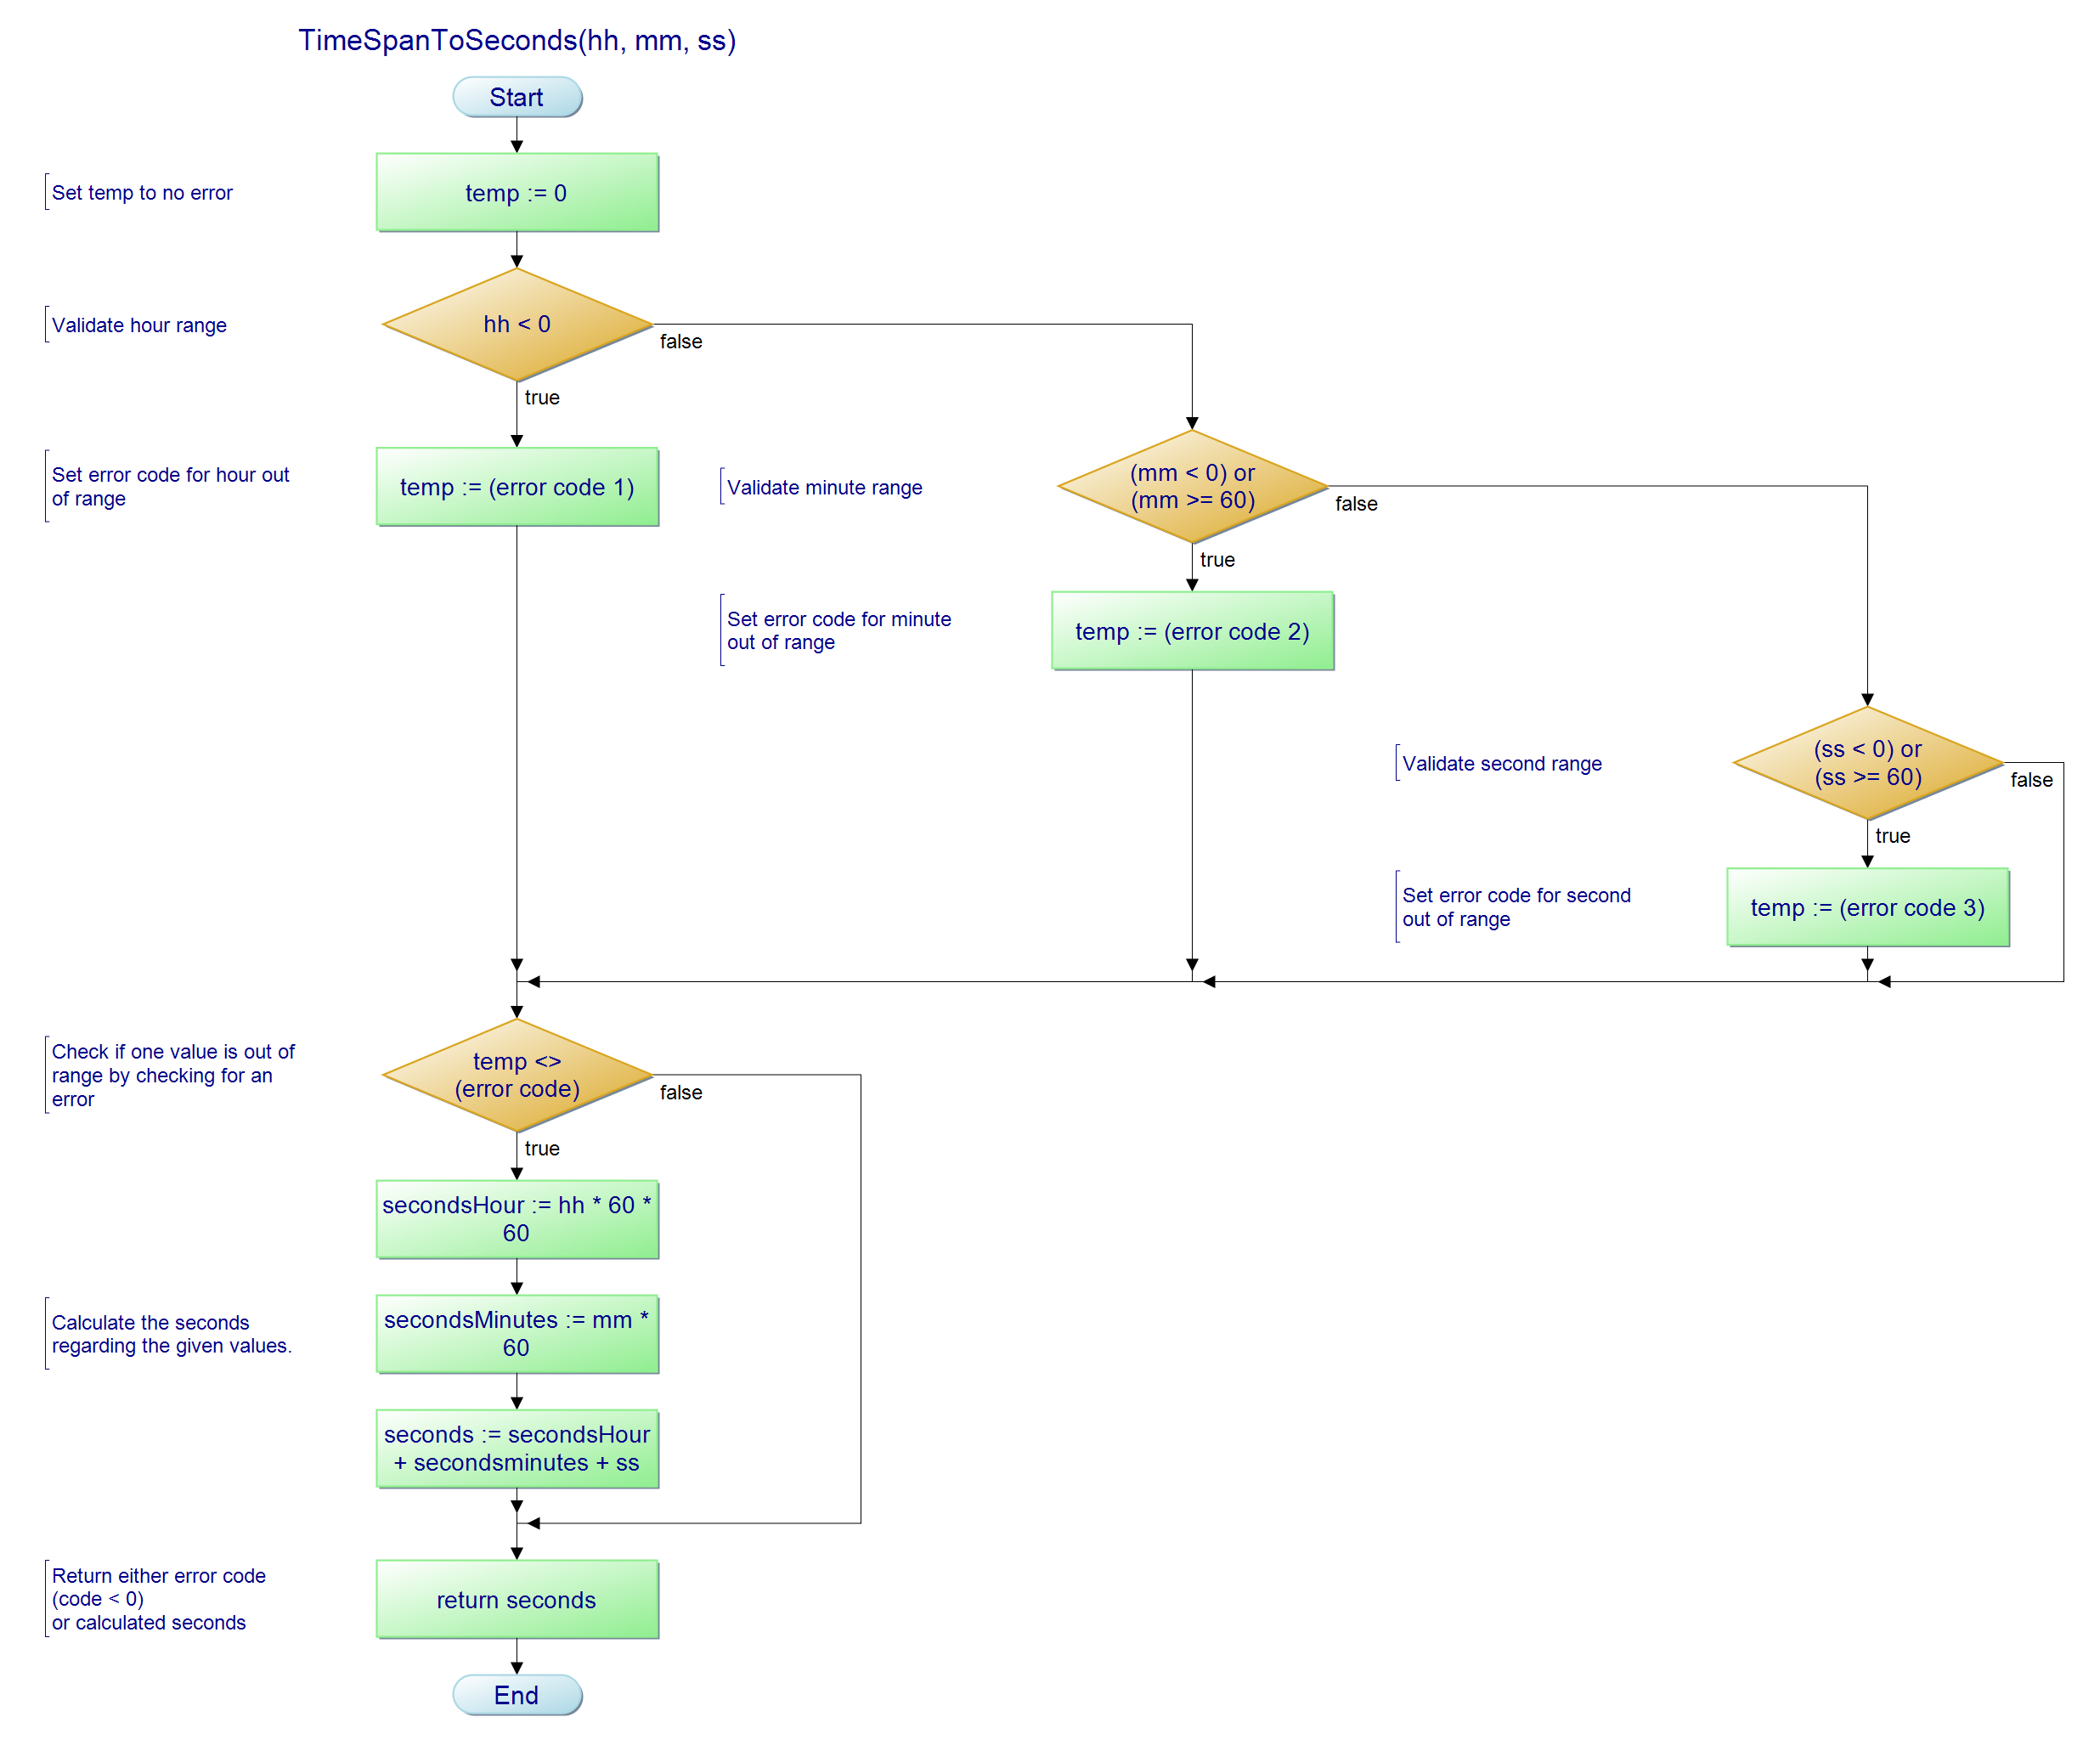 TimeSpanToSeconds(hh, mm, ss)
Start
Set temp to no error
temp := 0
Validate hour range
hh < 0
false
true
Set error code for hour out
of range
temp := (error code 1)
Validate minute range
(mm < 0) or
(mm >= 60)
false
true
Set error code for minute
out of range
temp := (error code 2)
Validate second range
(ss < 0) or
(ss >= 60)
false
true
Set error code for second
out of range
temp := (error code 3)
Check if one value is out of
range by checking for an
error
temp <>
(error code)
false
true
secondsHour := hh * 60 *
60
Calculate the seconds
regarding the given values.
secondsMinutes := mm *
60
seconds := secondsHour
+ secondsminutes + ss
Return either error code
(code < 0)
or calculated seconds
return seconds
End